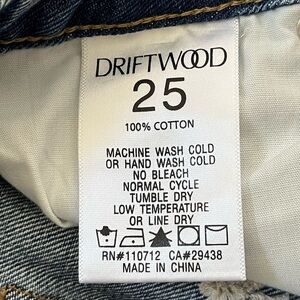 DRIFTWOOD
25
100% COTTON
MACHINE WASH COLD
OR HAND WASH COLD
NO BLEACH
NORMAL CYCLE
TUMBLE DRY
LOW TEMPERATURE
OR LINE DRY
RN#110712 CA#29438
MADE IN CHINA